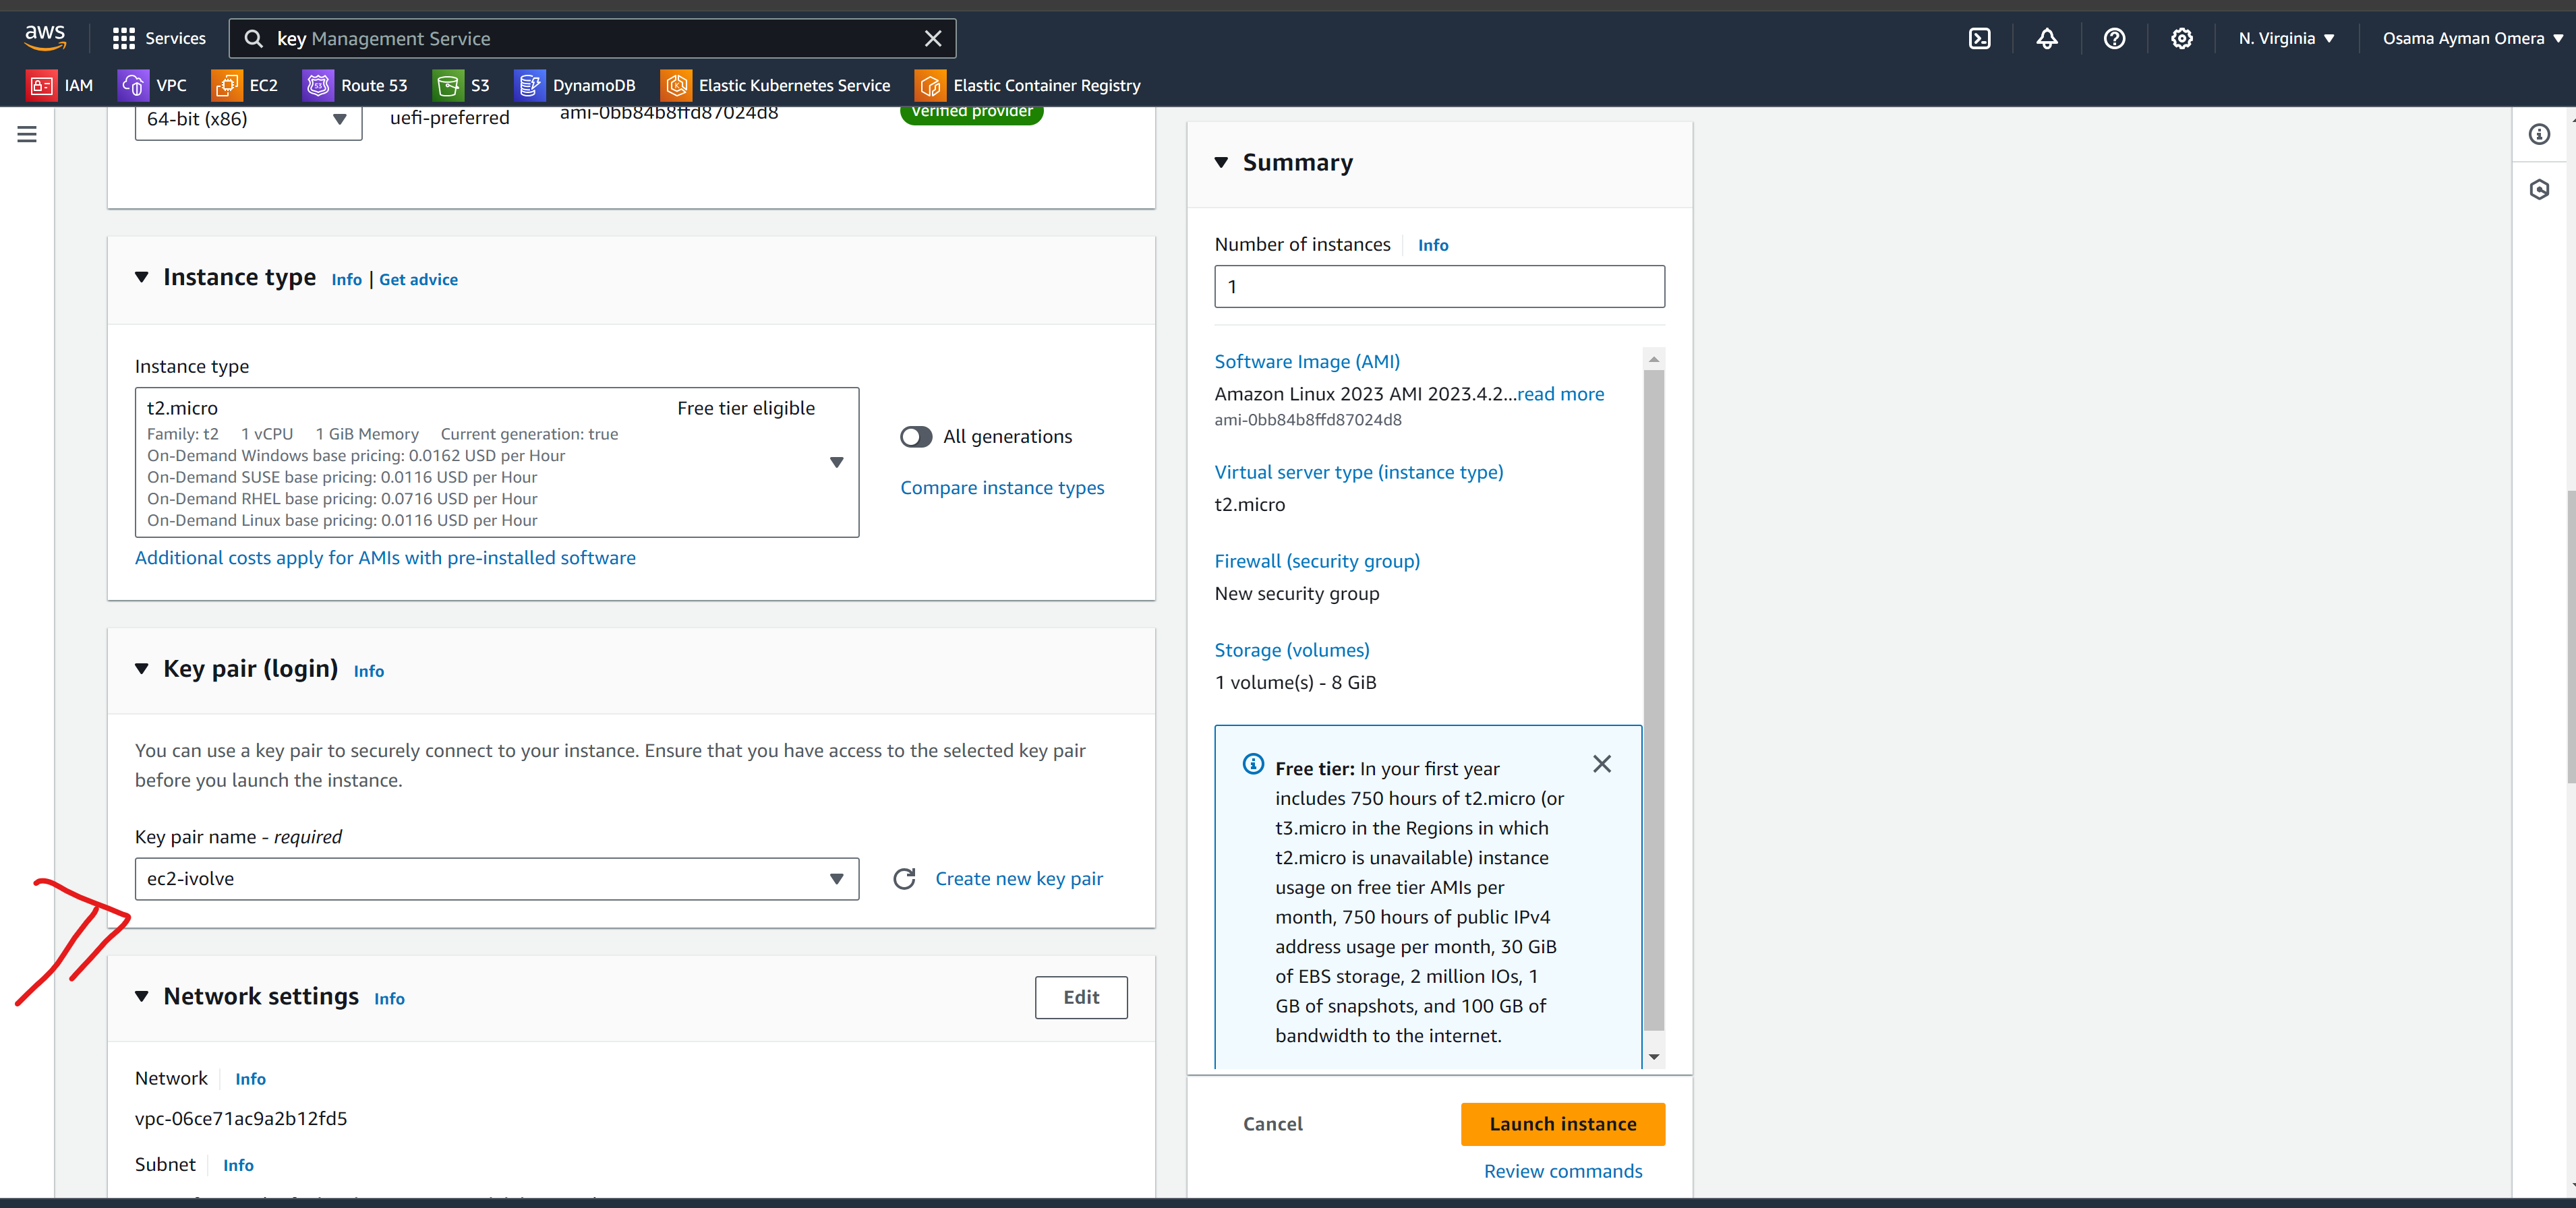 aws
Services
key Management Service
N. Virginia
Osama Ayman Omera
IAM
VPC
EC2
Route 53
S3
DynamoDB
Elastic Kubernetes Service
Elastic Container Registry
64-bit (x86)
uefi-preferred
ami-0bb84b8ffd87024d8
Verified provider
Instance type
Info | Get advice
Instance type
t2.micro
Free tier eligible
Family: t2 1 vCPU 1 GiB Memory Current generation: true
On-Demand Windows base pricing: 0.0162 USD per Hour
On-Demand SUSE base pricing: 0.0116 USD per Hour
On-Demand RHEL base pricing: 0.0716 USD per Hour
On-Demand Linux base pricing: 0.0116 USD per Hour
All generations
Compare instance types
Additional costs apply for AMIs with pre-installed software
Key pair (login) Info
You can use a key pair to securely connect to your instance. Ensure that you have access to the selected key pair
before you launch the instance.
Key pair name - required
ec2-ivolve
Create new key pair
Network settings Info
Edit
Network Info
vpc-06ce71ac9a2b12fd5
Subnet Info
Summary
Number of instances Info
1
Software Image (AMI)
Amazon Linux 2023 AMI 2023.4.2...read more
ami-0bb84b8ffd87024d8
Virtual server type (instance type)
t2.micro
Firewall (security group)
New security group
Storage (volumes)
1 volume(s) - 8 GiB
Free tier: In your first year
includes 750 hours of t2.micro (or
t3.micro in the Regions in which
t2.micro is unavailable) instance
usage on free tier AMIs per
month, 750 hours of public IPv4
address usage per month, 30 GiB
of EBS storage, 2 million IOs, 1
GB of snapshots, and 100 GB of
bandwidth to the internet.
Cancel
Launch instance
Review commands